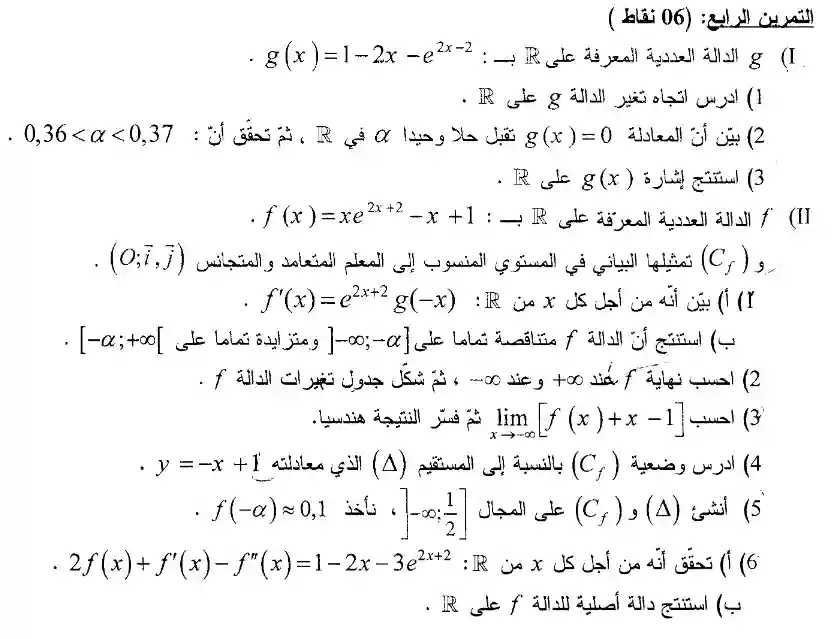 التمرين الرابع: (06 نقاط )
I) g الدالة العددية المعرفة على ℝ بـــ : g(x)=1−2x−e^{2x−2} .
1) ادرس اتجاه تغير الدالة g على ℝ .
2) بيّن أنّ المعادلة g(x)=0 تقبل حلا وحيدا α في ℝ ، ثمّ تحقّق أنّ : 0,36<α<0,37 .
3) استنتج إشارة g(x) على ℝ .
II) f الدالة العددية المعرفة على ℝ بـــ : f(x)=xe^{2x+2}−x+1 .
و (C_f) تمثيلها البياني في المستوي المنسوب إلى المعلم المتعامد والمتجانس (O;i⃗,j⃗) .
1) أ) بيّن أنّه من أجل كل x من ℝ: f'(x)=e^{2x+2}g(−x) .
ب) استنتج أنّ الدالة f متناقصة تماما على ]−∞;−α] ومتزايدة تماما على [−α;+∞[ .
2) احسب نهاية f عند +∞ وعند −∞ ، ثمّ شكّل جدول تغيرات الدالة f .
3) احسب lim_{x→−∞}[f(x)+x−1] ثمّ فسّر النتيجة هندسيا.
4) ادرس وضعية (C_f) بالنسبة إلى المستقيم (Δ) الذي معادلته y=−x+1 .
5) أنشئ (Δ) و (C_f) على المجال ]−∞;1/2] ، نأخذ f(−α)≈0,1 .
6) أ) تحقّق أنّه من أجل كل x من ℝ: 2f(x)+f'(x)−f''(x)=1−2x−3e^{2x+2} .
ب) استنتج دالة أصلية للدالة f على ℝ .